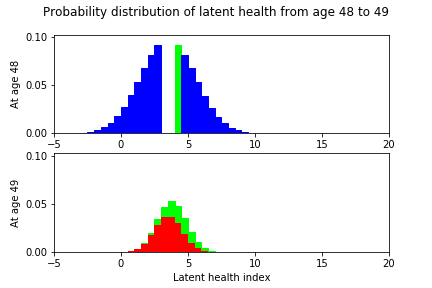 Probability distribution of latent health from age 48 to 49
0.10
0.05
0.00
At age 48
−5 0 5 10 15 20
0.10
0.05
0.00
At age 49
−5 0 5 10 15 20
Latent health index